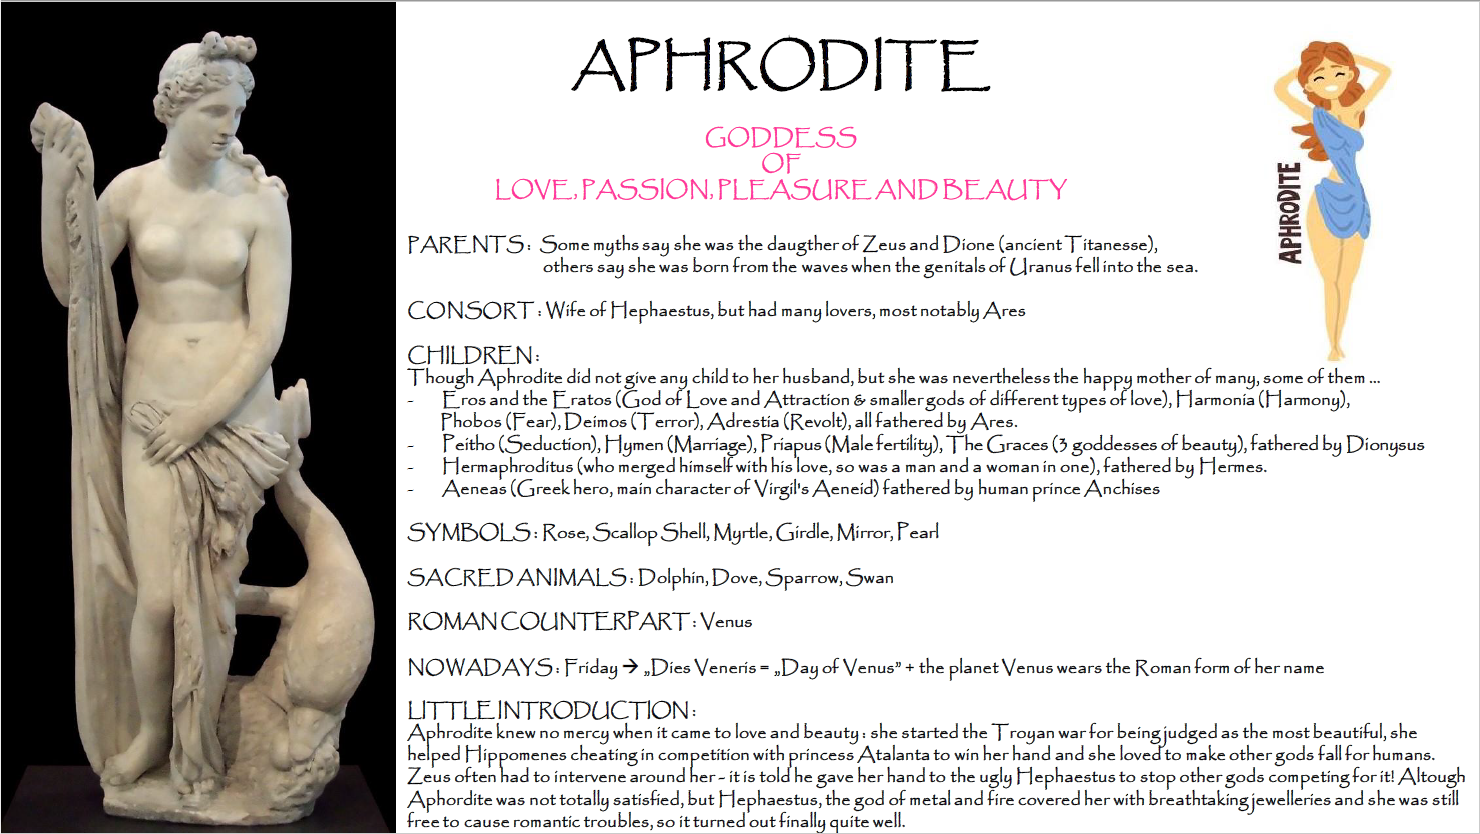 APHRODITE
GODDESS
OF
LOVE, PASSION, PLEASURE AND BEAUTY
APHRODITE
PARENTS : Some myths say she was the daugther of Zeus and Dione (ancient Titanesse),
others say she was born from the waves when the genitals of Uranus fell into the sea.
CONSORT : Wife of Hephaestus, but had many lovers, most notably Ares
CHILDREN :
Though Aphrodite did not give any child to her husband, but she was nevertheless the happy mother of many, some of them ...
- Eros and the Eratos (God of Love and Attraction & smaller gods of different types of love), Harmonia (Harmony),
Phobos (Fear), Deimos (Terror), Adrestia (Revolt), all fathered by Ares.
- Peitho (Seduction), Hymen (Marriage), Priapus (Male fertility), The Graces (3 goddesses of beauty), fathered by Dionysus
- Hermaphroditus (who merged himself with his love, so was a man and a woman in one), fathered by Hermes.
- Aeneas (Greek hero, main character of Virgil's Aeneid) fathered by human prince Anchises
SYMBOLS : Rose, Scallop Shell, Myrtle, Girdle, Mirror, Pearl
SACRED ANIMALS : Dolphin, Dove, Sparrow, Swan
ROMAN COUNTERPART : Venus
NOWADAYS : Friday → „Dies Veneris = „Day of Venus” + the planet Venus wears the Roman form of her name
LITTLE INTRODUCTION :
Aphrodite knew no mercy when it came to love and beauty : she started the Troyan war for being judged as the most beautiful, she
helped Hippomenes cheating in competition with princess Atalanta to win her hand and she loved to make other gods fall for humans.
Zeus often had to intervene around her - it is told he gave her hand to the ugly Hephaestus to stop other gods competing for it! Altough
Aphordite was not totally satisfied, but Hephaestus, the god of metal and fire covered her with breathtaking jewelleries and she was still
free to cause romantic troubles, so it turned out finally quite well.